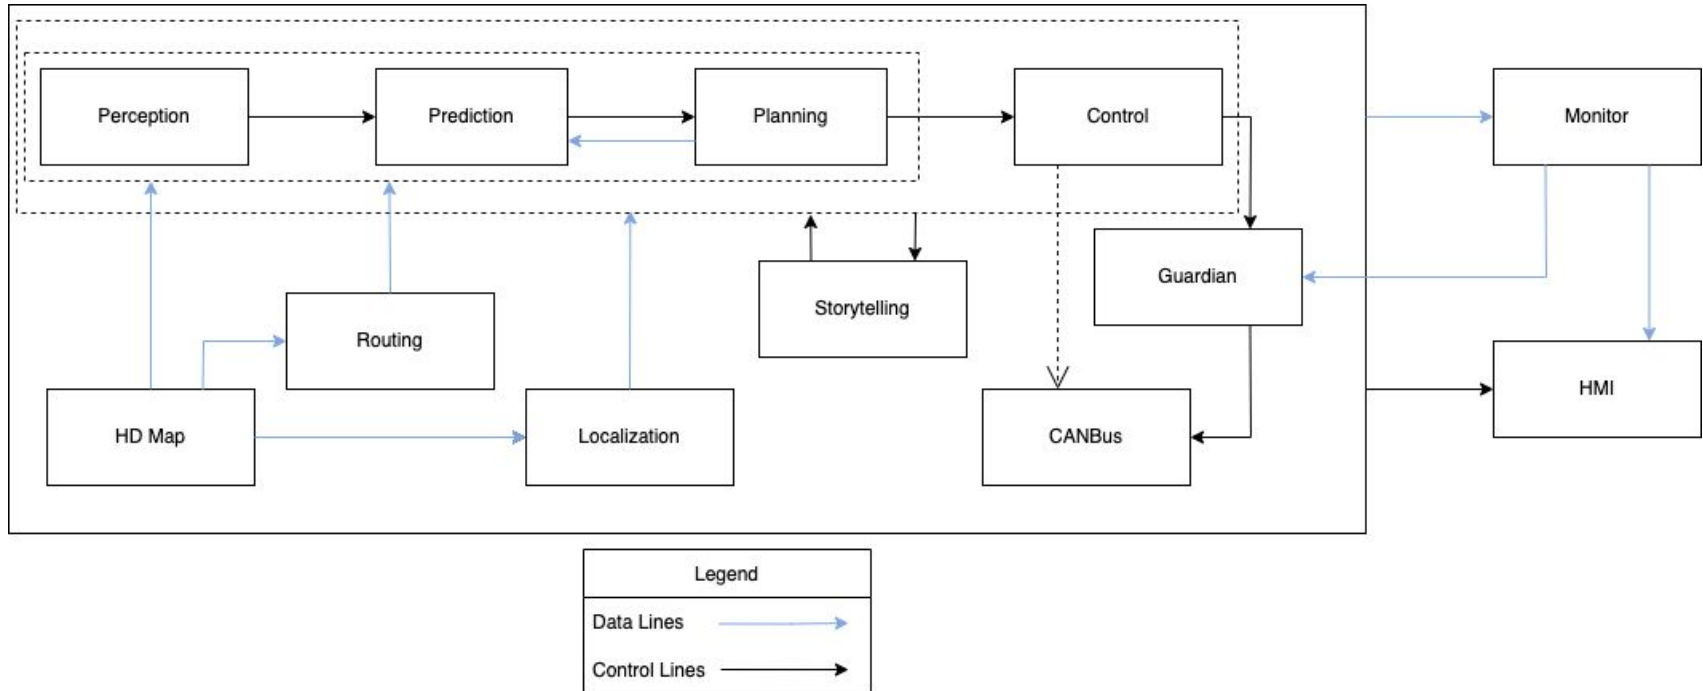 Perception
Prediction
Planning
Control
Monitor
Guardian
Storytelling
Routing
HMI
HD Map
Localization
CANBus
Legend
Data Lines
Control Lines